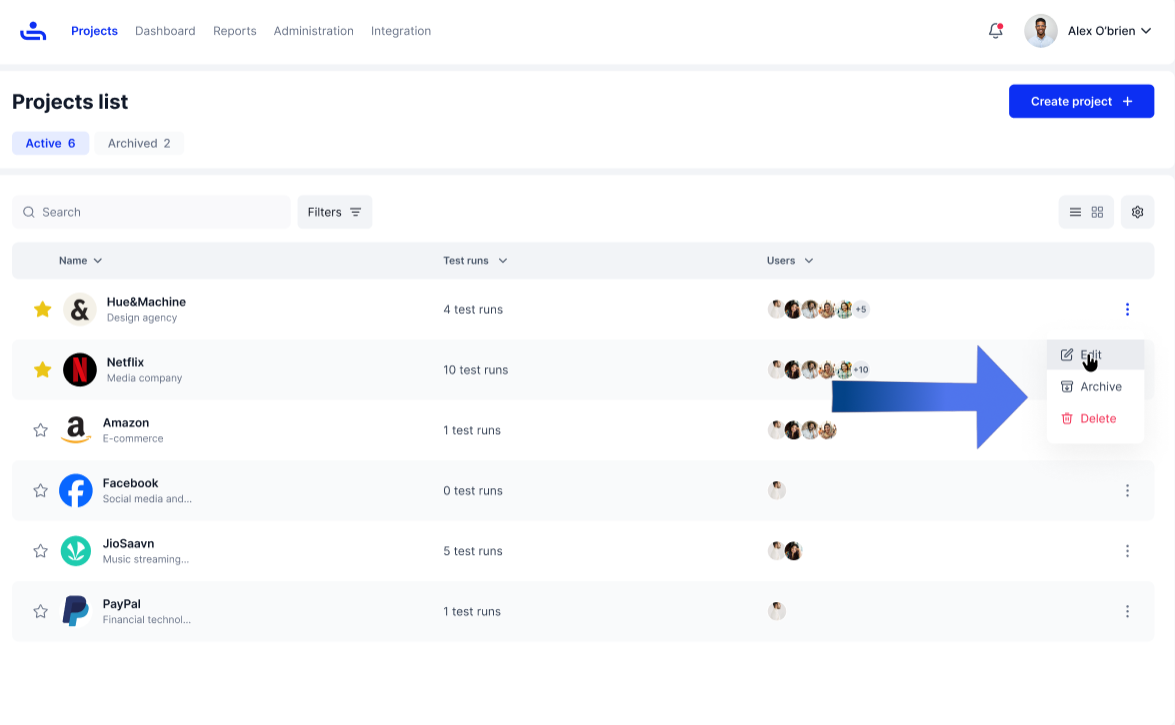 Projects Dashboard Reports Administration Integration Alex O'brien
Projects list
Create project +
Active 6 Archived 2
Search Filters
Name Test runs Users
& Hue&Machine 4 test runs +5
Design agency
N Netflix 10 test runs +10
Media company
Edit
Archive
Delete
a Amazon 1 test runs
E-commerce
f Facebook 0 test runs
Social media and...
JioSaavn 5 test runs
Music streaming...
P PayPal 1 test runs
Financial technol...